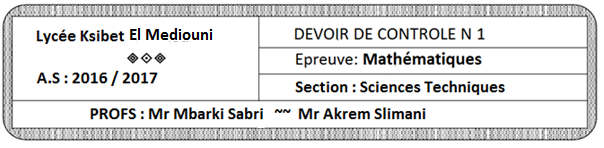 Lycée Ksibet El Mediouni
A.S : 2016 / 2017
DEVOIR DE CONTROLE N 1
Epreuve: Mathématiques
Section : Sciences Techniques
PROFS : Mr Mbarki Sabri ~~ Mr Akrem Slimani